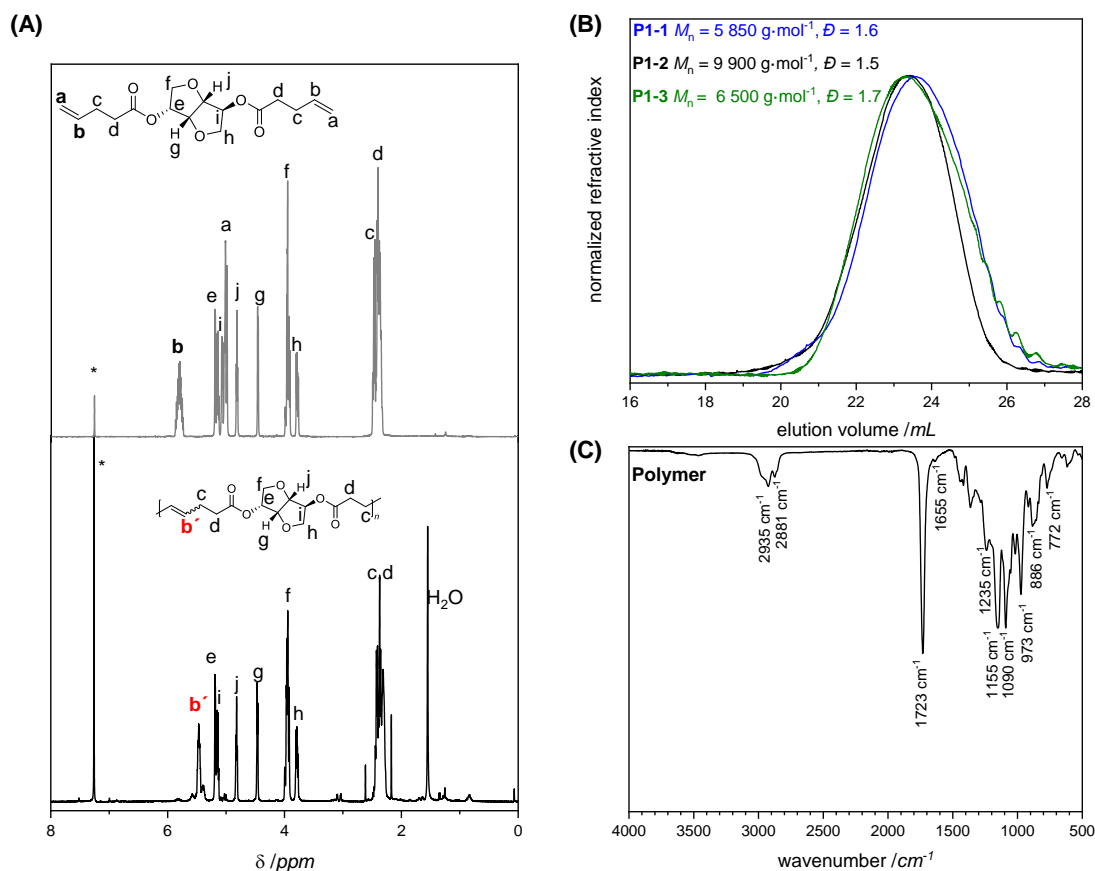 (A)
a
b
c
d
O
O
f
e
g
H
O
O
H
j
h
O
O
d
c
b
a
*
b
e
i
a
j
g
f
h
c
d
*
b´
c
d
O
O
f
e
g
H
O
O
H
j
h
O
O
d
c
n
b´
e
i
j
g
f
h
c
d
H2O
8
6
4
2
0
δ /ppm
(B)
P1-1 Mn = 5 850 g·mol-1, Đ = 1.6
P1-2 Mn = 9 900 g·mol-1, Đ = 1.5
P1-3 Mn = 6 500 g·mol-1, Đ = 1.7
normalized refractive index
16
18
20
22
24
26
28
elution volume /mL
(C)
Polymer
2935 cm-1
2881 cm-1
1723 cm-1
1655 cm-1
1235 cm-1
1155 cm-1
1090 cm-1
973 cm-1
886 cm-1
772 cm-1
4000
3500
3000
2500
2000
1500
1000
500
wavenumber /cm-1